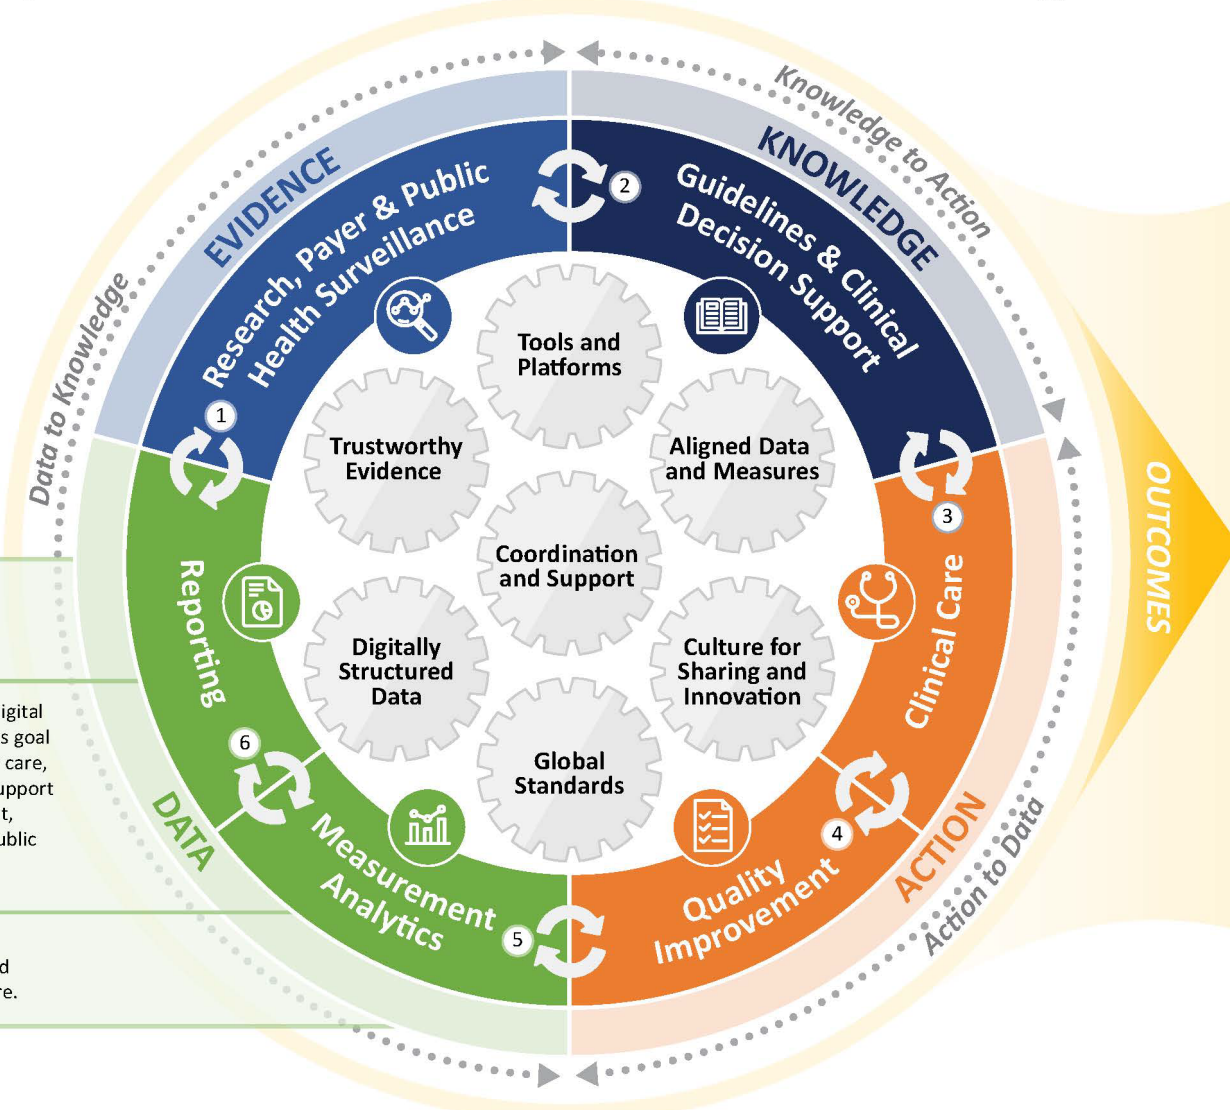 Knowledge to Action
KNOWLEDGE
EVIDENCE
Data to Knowledge
Research, Payer & Public
Health Surveillance
Guidelines & Clinical
Decision Support
1
2
3
4
5
6
Tools and
Platforms
Trustworthy
Evidence
Aligned Data
and Measures
Coordination
and Support
Digitally
Structured
Data
Culture for
Sharing and
Innovation
Global
Standards
Reporting
Clinical Care
OUTCOMES
DATA
Measurement
Analytics
Quality
Improvement
ACTION
Action to Data
s goal
care,
t,